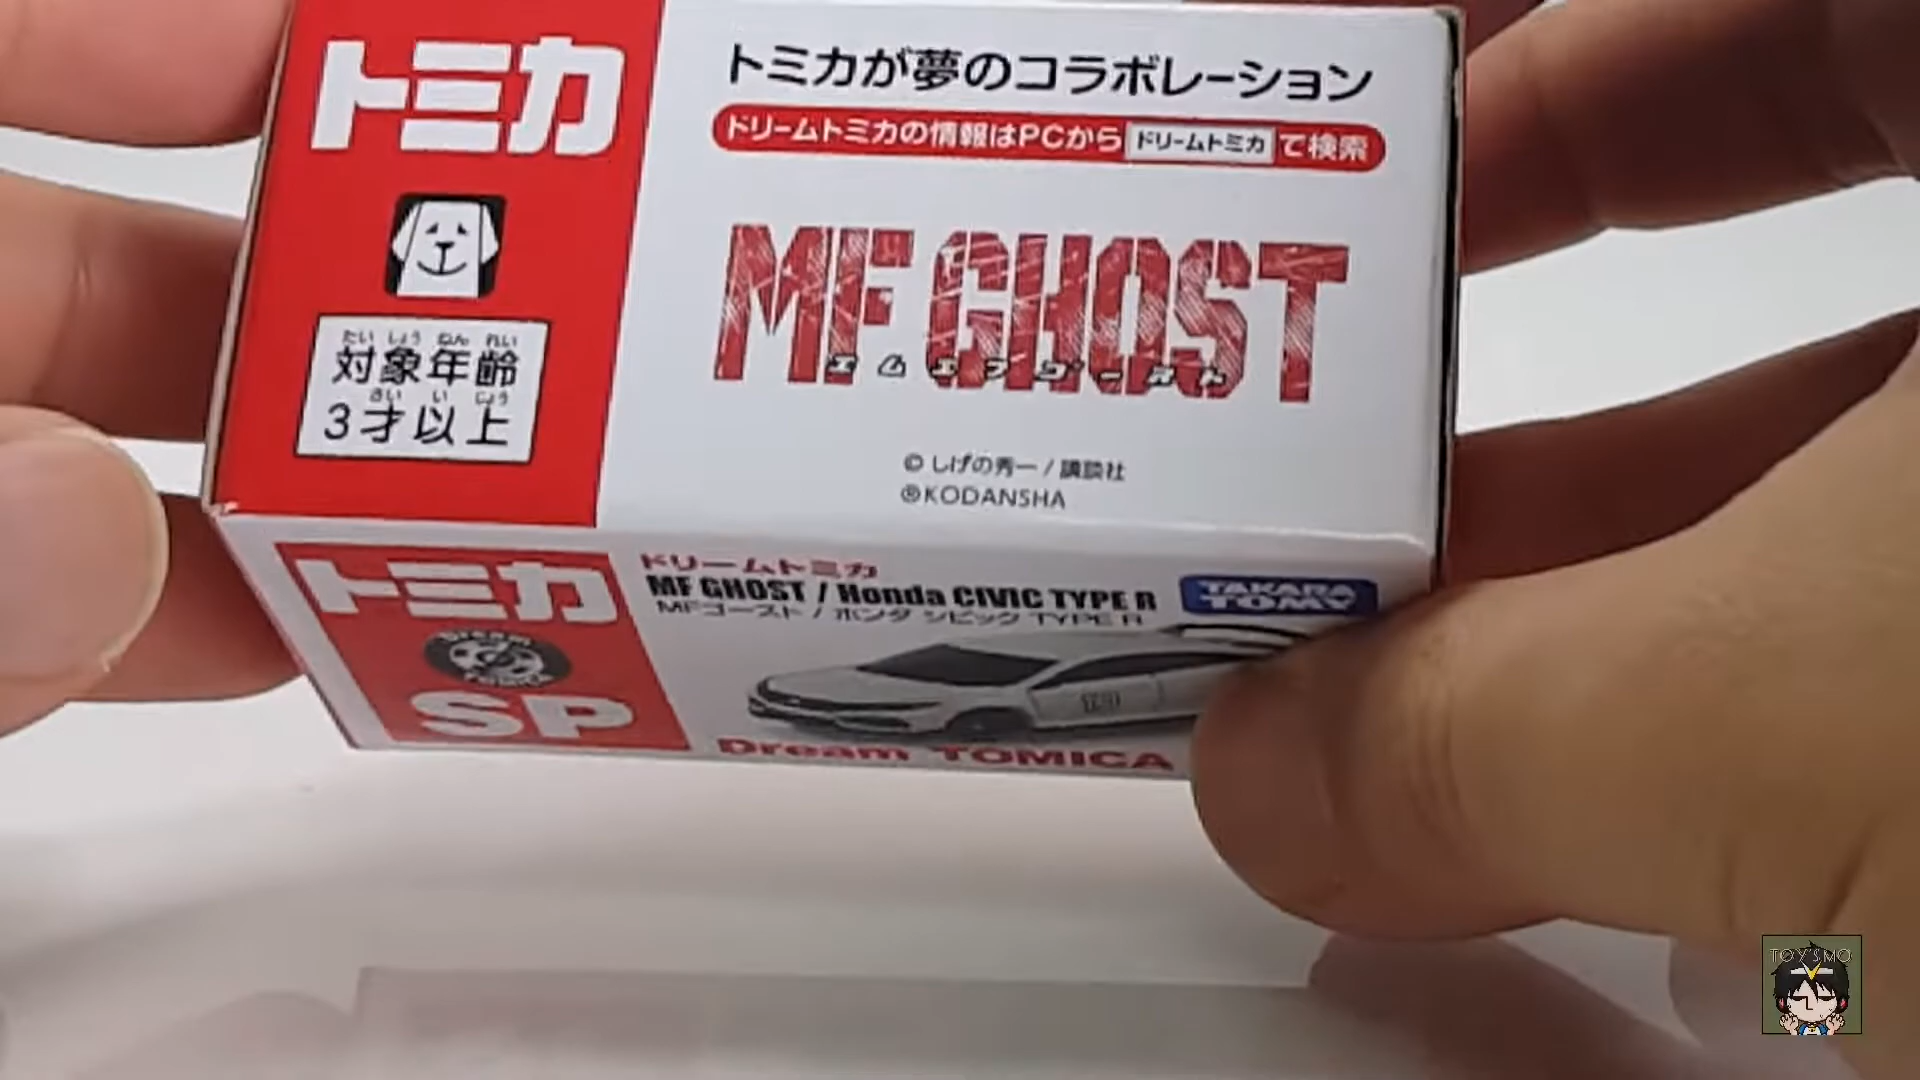 トミカ
トミカが夢のコラボレーション
ドリームトミカの情報はPCから ドリームトミカ で検索
MF GHOST
エムエフゴースト
たいしょうねんれい
対象年齢
さい い じょう
3才以上
© しげの秀一 / 講談社
®KODANSHA
トミカ
Dream Tomica
SP
ドリームトミカ
MF GHOST / Honda CIVIC TYPE R
MFゴースト / ホンダ シビック TYPE R
TAKARA TOMY
Dream TOMICA
TOY'SMO